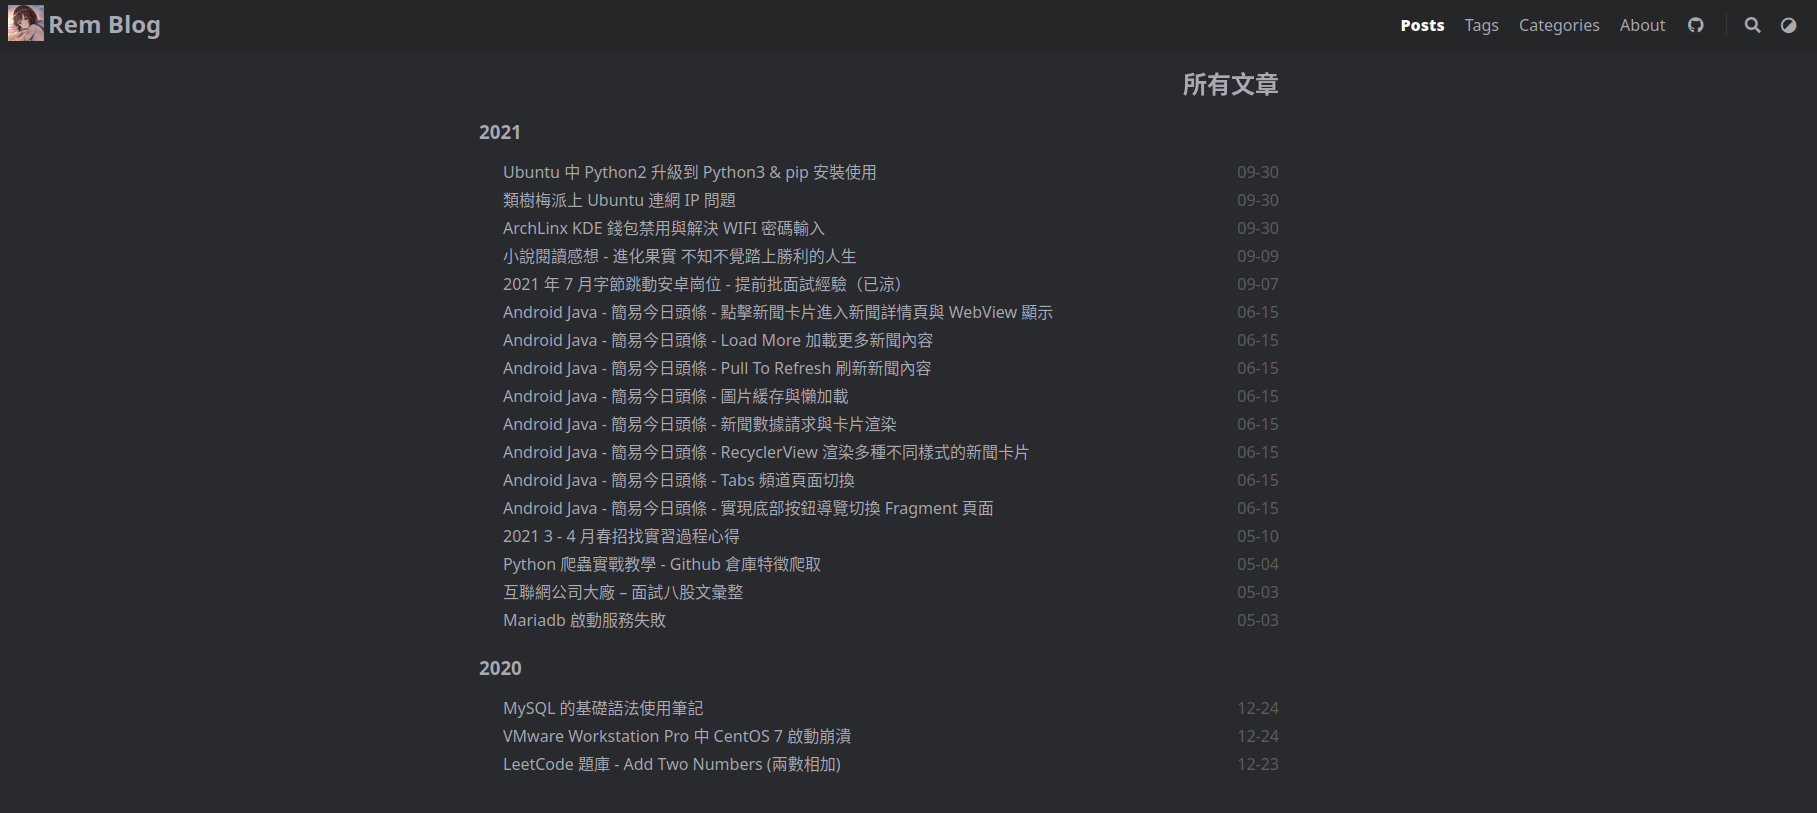 Rem Blog
Posts Tags Categories About
所有文章
2021
Ubuntu 中 Python2 升級到 Python3 & pip 安裝使用 09-30
類樹梅派上 Ubuntu 連網 IP 問題 09-30
ArchLinx KDE 錢包禁用與解決 WIFI 密碼輸入 09-30
小說閱讀感想 - 進化果實 不知不覺踏上勝利的人生 09-09
2021 年 7 月字節跳動安卓崗位 - 提前批面試經驗（已涼） 09-07
Android Java - 簡易今日頭條 - 點擊新聞卡片進入新聞詳情頁與 WebView 顯示 06-15
Android Java - 簡易今日頭條 - Load More 加載更多新聞內容 06-15
Android Java - 簡易今日頭條 - Pull To Refresh 刷新新聞內容 06-15
Android Java - 簡易今日頭條 - 圖片緩存與懶加載 06-15
Android Java - 簡易今日頭條 - 新聞數據請求與卡片渲染 06-15
Android Java - 簡易今日頭條 - RecyclerView 渲染多種不同樣式的新聞卡片 06-15
Android Java - 簡易今日頭條 - Tabs 頻道頁面切換 06-15
Android Java - 簡易今日頭條 - 實現底部按鈕導覽切換 Fragment 頁面 06-15
2021 3 - 4 月春招找實習過程心得 05-10
Python 爬蟲實戰教學 - Github 倉庫特徵爬取 05-04
互聯網公司大廠 – 面試八股文彙整 05-03
Mariadb 啟動服務失敗 05-03
2020
MySQL 的基礎語法使用筆記 12-24
VMware Workstation Pro 中 CentOS 7 啟動崩潰 12-24
LeetCode 題庫 - Add Two Numbers (兩數相加) 12-23